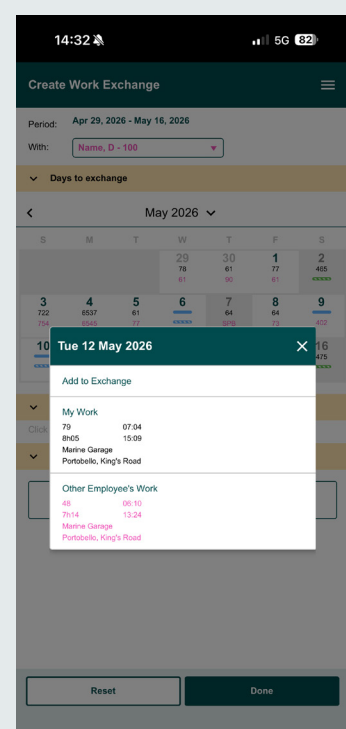 14:32
5G 82
Create Work Exchange
Period: Apr 29, 2026 - May 16, 2026
With: Name, D - 100
Days to exchange
May 2026
S M T W T F S
29 30 1 2
78 61 77 465
61 90 61
3 4 5 6 7 8 9
722 6537 61 64 64
754 6545 77 SPB 73 402
10 16
475
Tue 12 May 2026
Add to Exchange
My Work
79 07:04
8h05 15:09
Marine Garage
Portobello, King's Road
Other Employee's Work
48 06:10
7h14 13:24
Marine Garage
Portobello, King's Road
Click
Reset Done